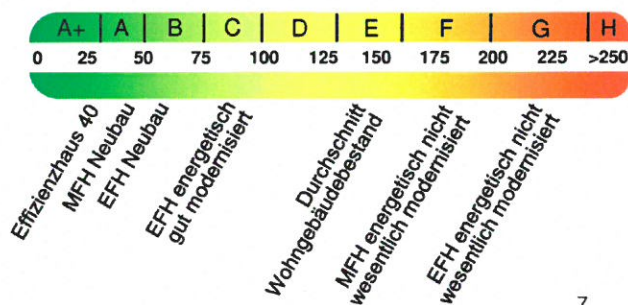 A+ A B C D E F G H
0 25 50 75 100 125 150 175 200 225 >250
Effizienzhaus 40
MFH Neubau
EFH Neubau
EFH energetisch
gut modernisiert
Durchschnitt
Wohngebäudebestand
MFH energetisch nicht
wesentlich modernisiert
EFH energetisch nicht
wesentlich modernisiert
7